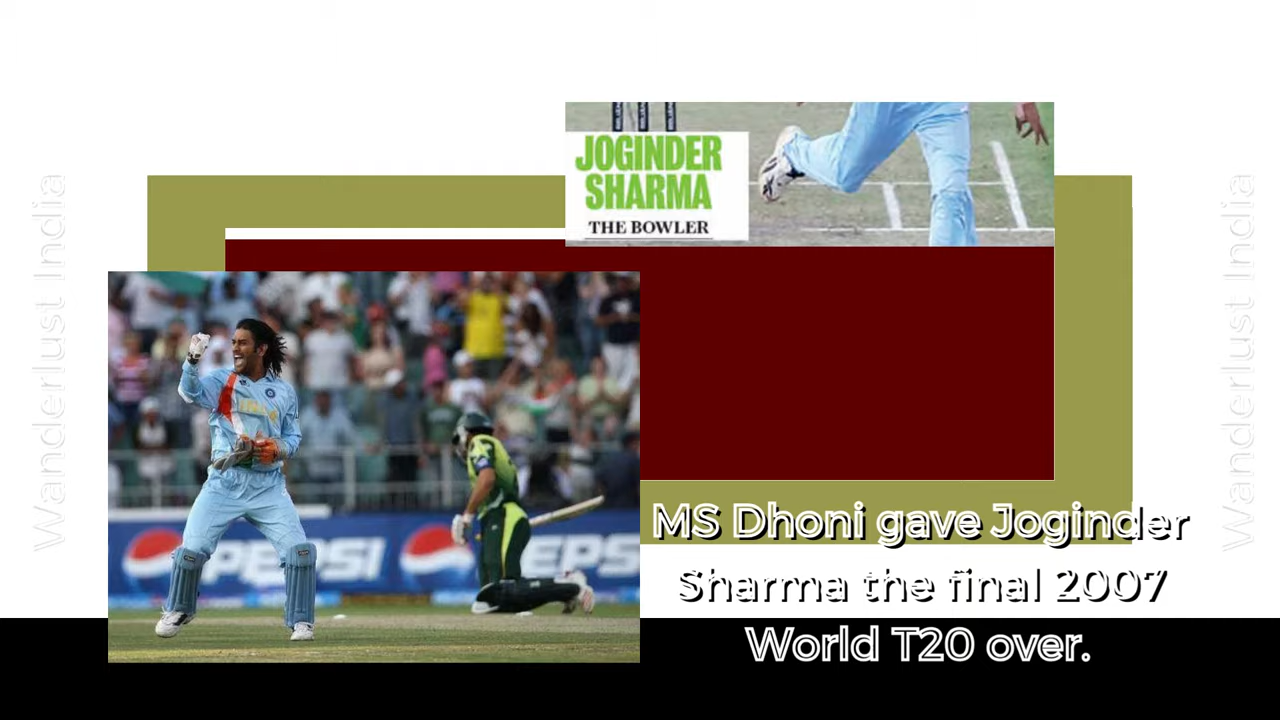 JOGINDER
SHARMA
THE BOWLER
Wanderlust India
Wanderlust India
PEPSI
EPSI
MS Dhoni gave Joginder
Sharma the final 2007
World T20 over.